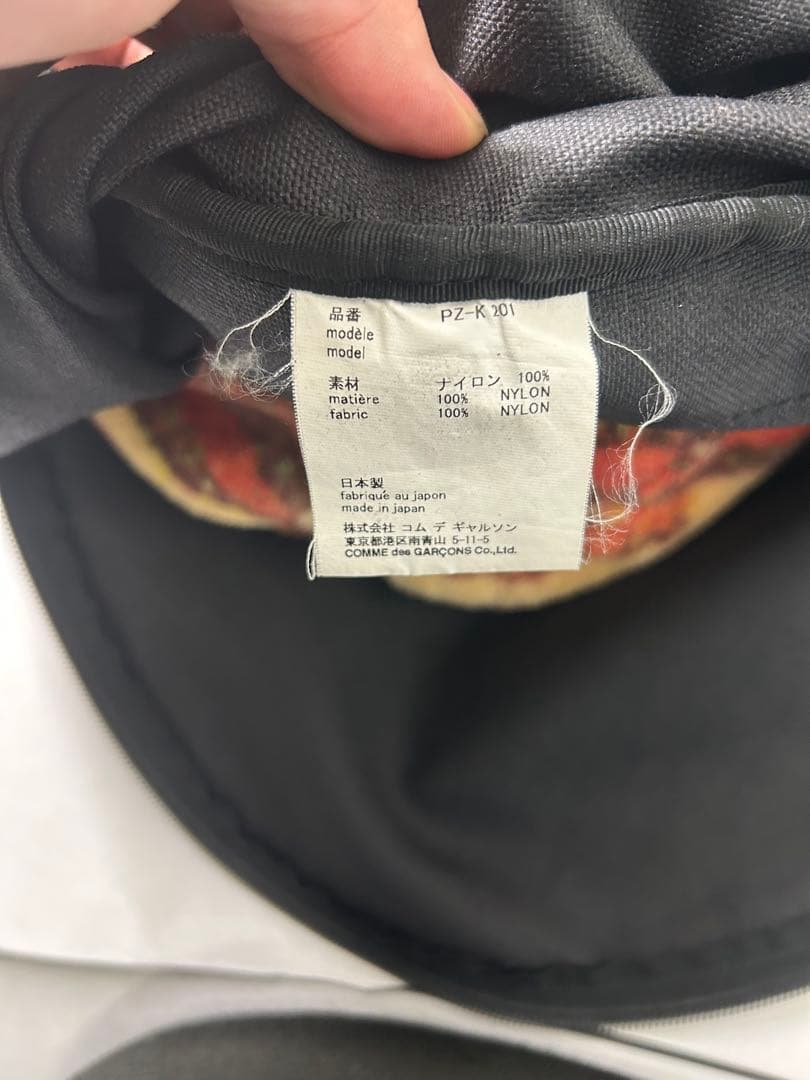 品番 PZ-K 201
modèle
model
素材 ナイロン 100%
matière 100% NYLON
fabric 100% NYLON
日本製
fabriqué au japon
made in japan
株式会社 コム デ ギャルソン
東京都港区南青山 5-11-5
COMME des GARÇONS Co.,Ltd.